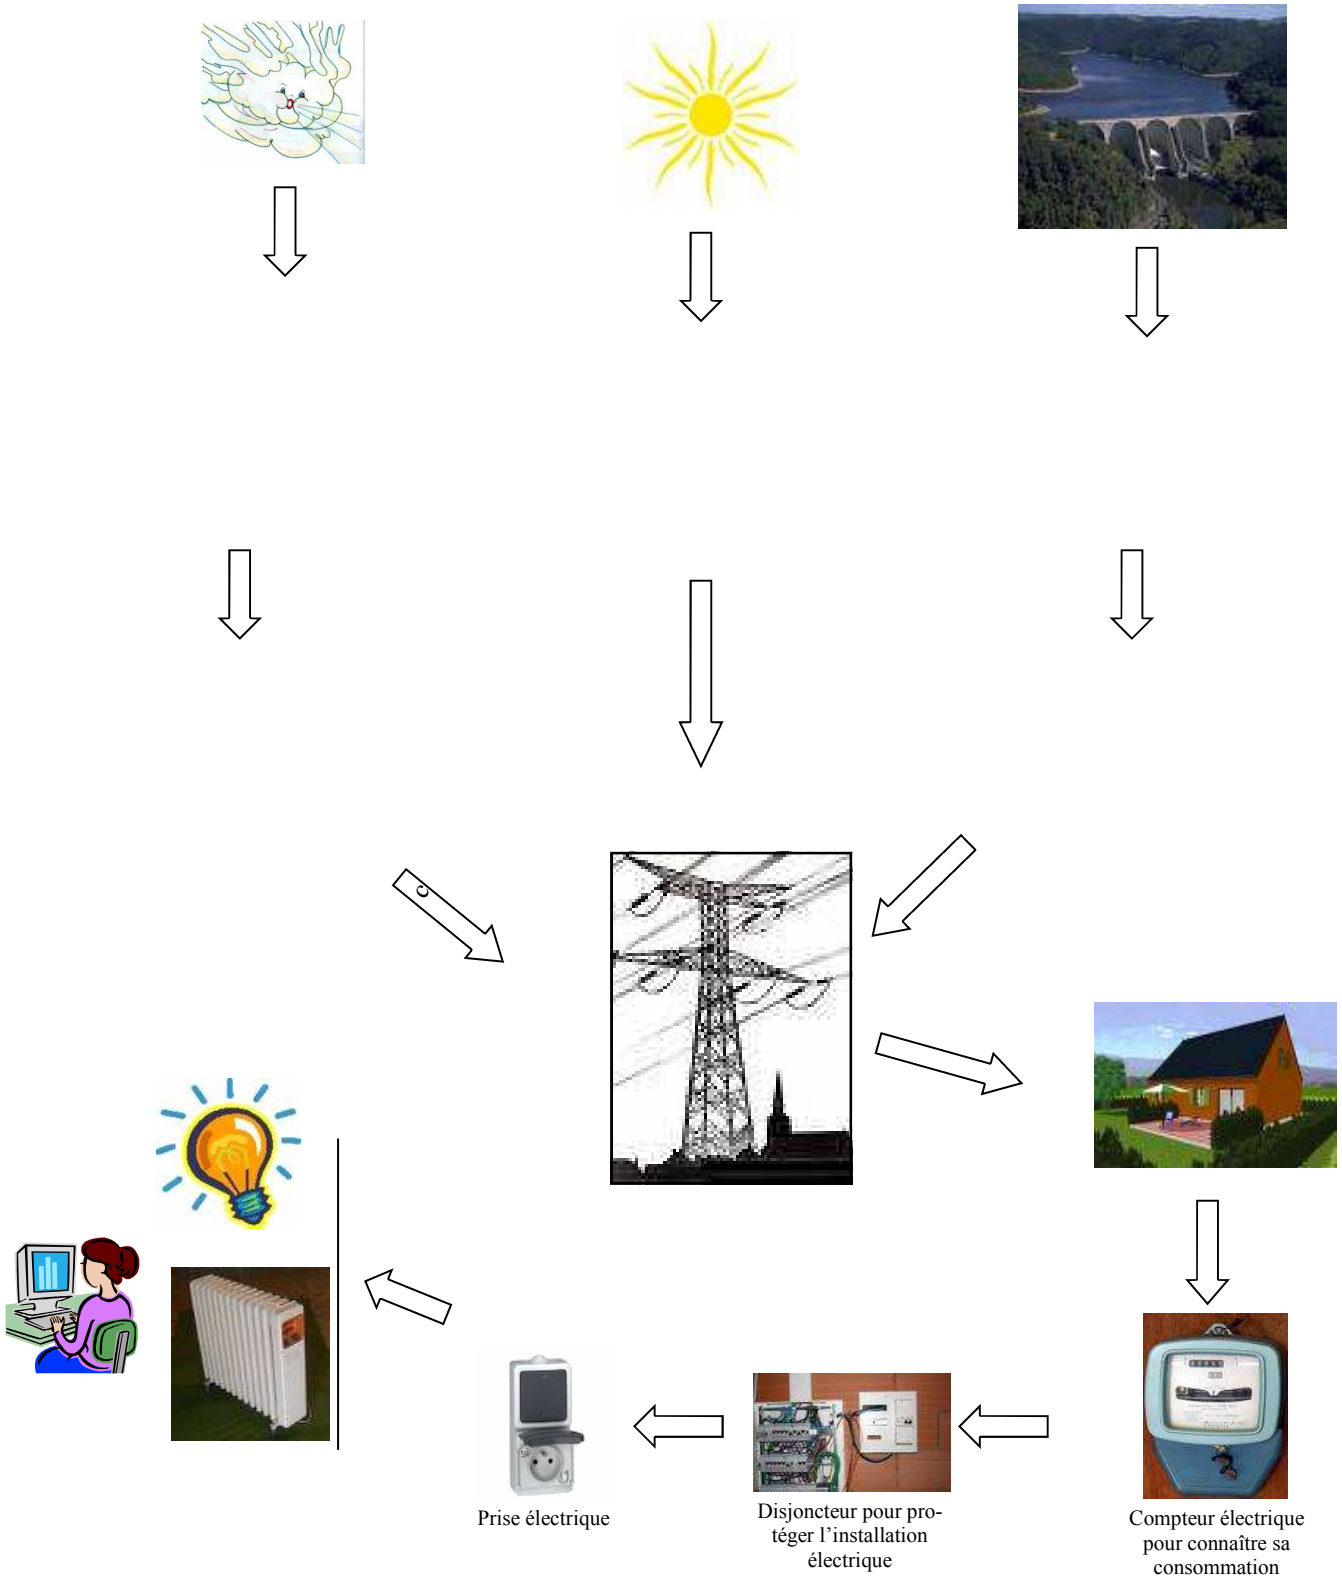 c
Prise électrique
Disjoncteur pour pro-
téger l’installation
électrique
Compteur électrique
pour connaître sa
consommation